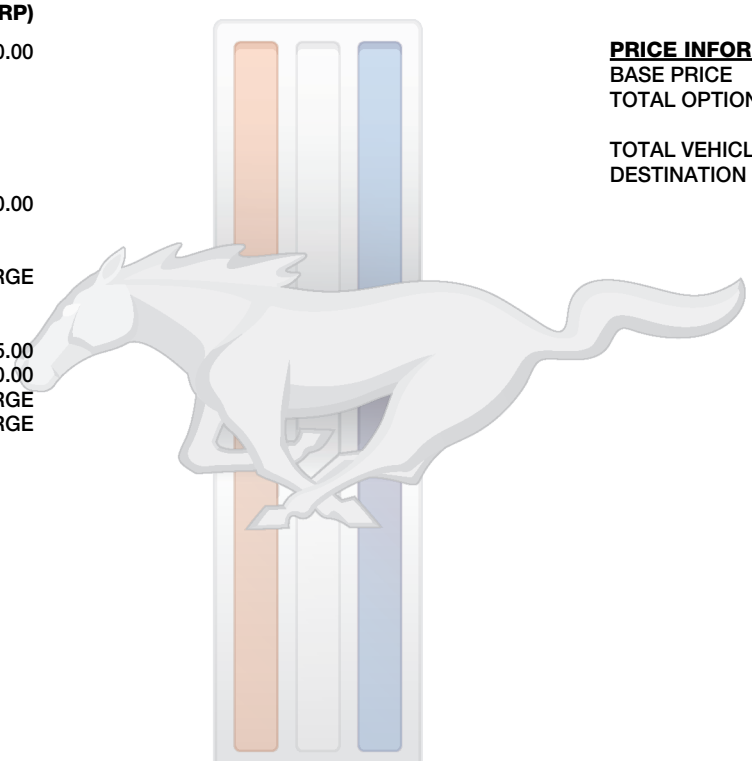 RP)
0.00
0.00
RGE
5.00
0.00
RGE
RGE
PRICE INFOR
BASE PRICE
TOTAL OPTION
TOTAL VEHICL
DESTINATION